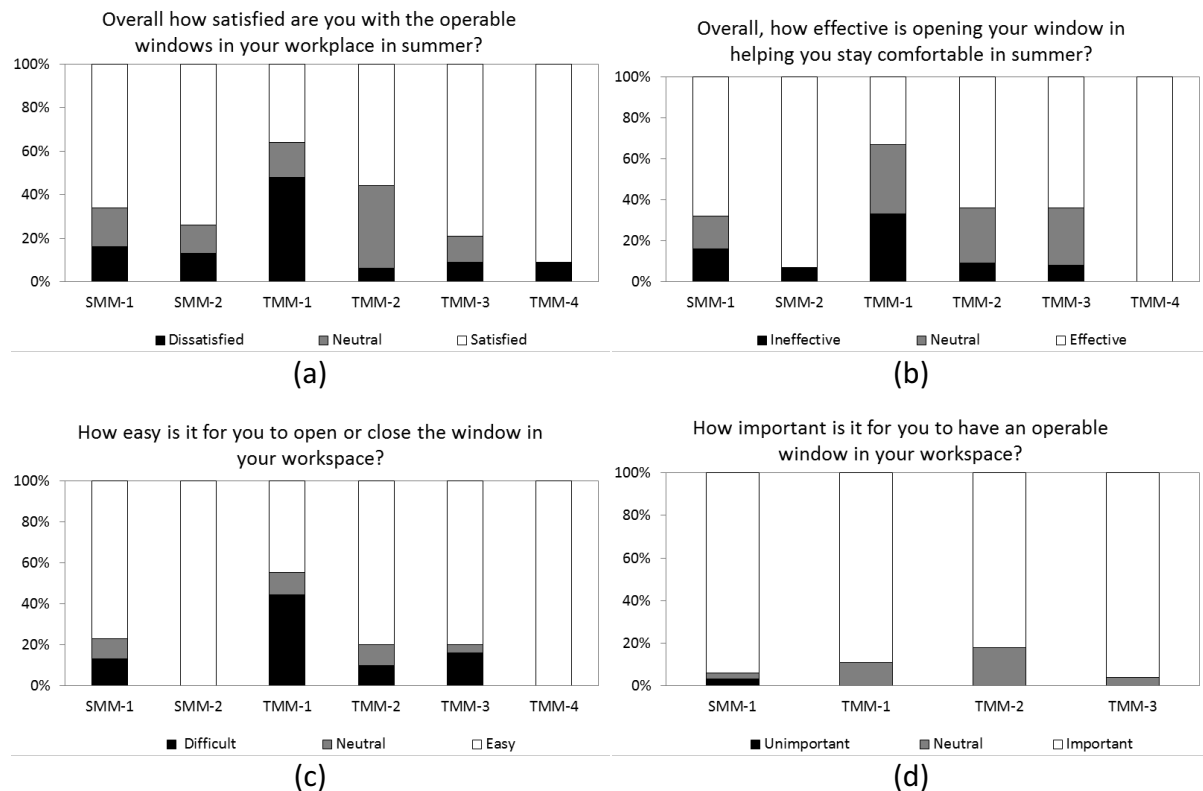 Overall how satisfied are you with the operable
windows in your workplace in summer?
100%
80%
60%
40%
20%
0%
SMM-1 SMM-2 TMM-1 TMM-2 TMM-3 TMM-4
Dissatisfied Neutral Satisfied
(a)
Overall, how effective is opening your window in
helping you stay comfortable in summer?
100%
80%
60%
40%
20%
0%
SMM-1 SMM-2 TMM-1 TMM-2 TMM-3 TMM-4
Ineffective Neutral Effective
(b)
How easy is it for you to open or close the window in
your workspace?
100%
80%
60%
40%
20%
0%
SMM-1 SMM-2 TMM-1 TMM-2 TMM-3 TMM-4
Difficult Neutral Easy
(c)
How important is it for you to have an operable
window in your workspace?
100%
80%
60%
40%
20%
0%
SMM-1 TMM-1 TMM-2 TMM-3
Unimportant Neutral Important
(d)